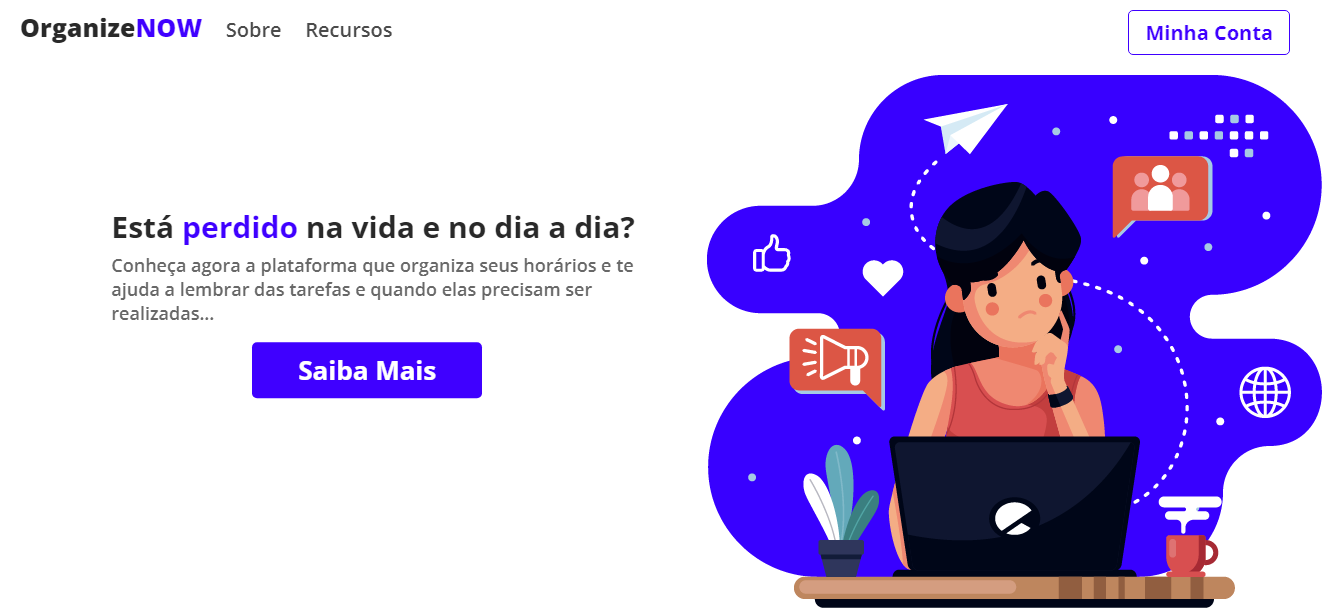 OrganizeNOW Sobre Recursos Minha Conta
Está perdido na vida e no dia a dia?
Conheça agora a plataforma que organiza seus horários e te
ajuda a lembrar das tarefas e quando elas precisam ser
realizadas...
Saiba Mais